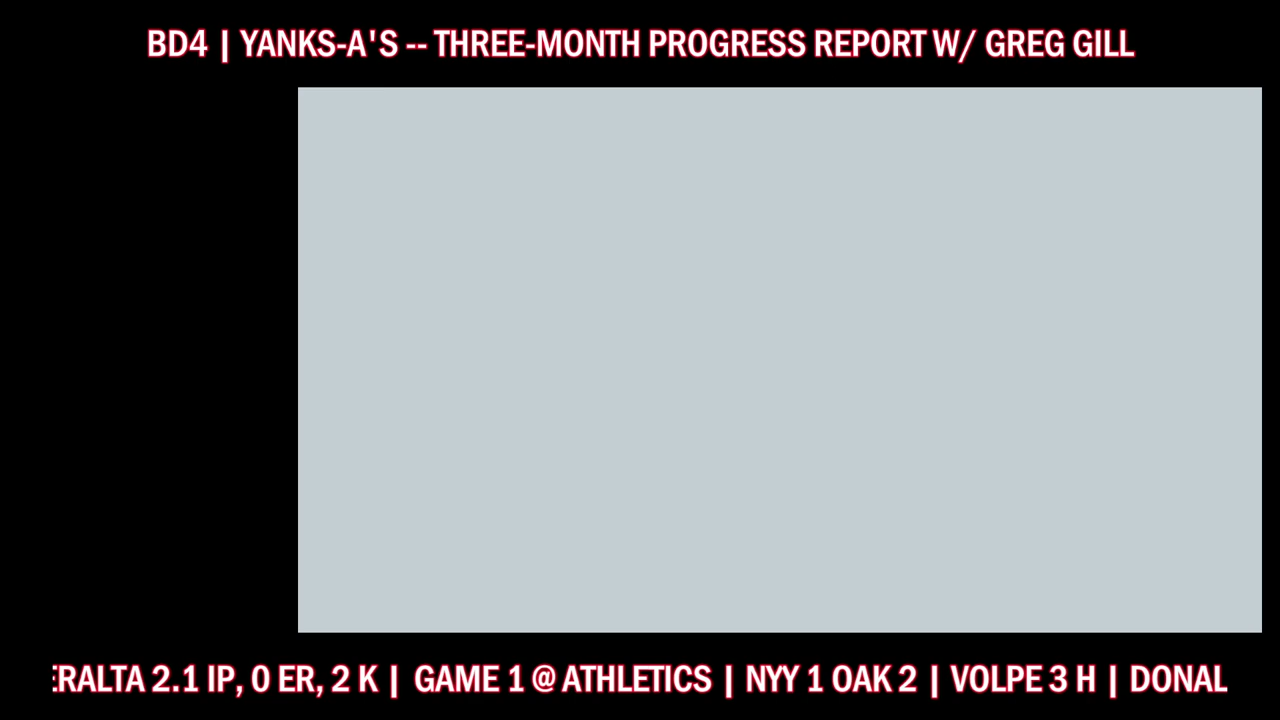 BD4 | YANKS-A'S -- THREE-MONTH PROGRESS REPORT W/ GREG GILL
ERALTA 2.1 IP, 0 ER, 2 K | GAME 1 @ ATHLETICS | NYY 1 OAK 2 | VOLPE 3 H | DONAL